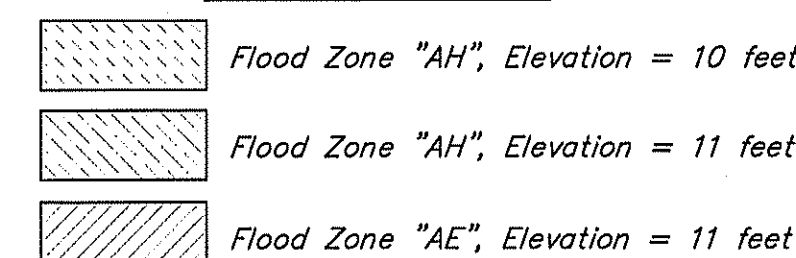 Flood Zone "AH", Elevation = 10 feet
Flood Zone "AH", Elevation = 11 feet
Flood Zone "AE", Elevation = 11 feet